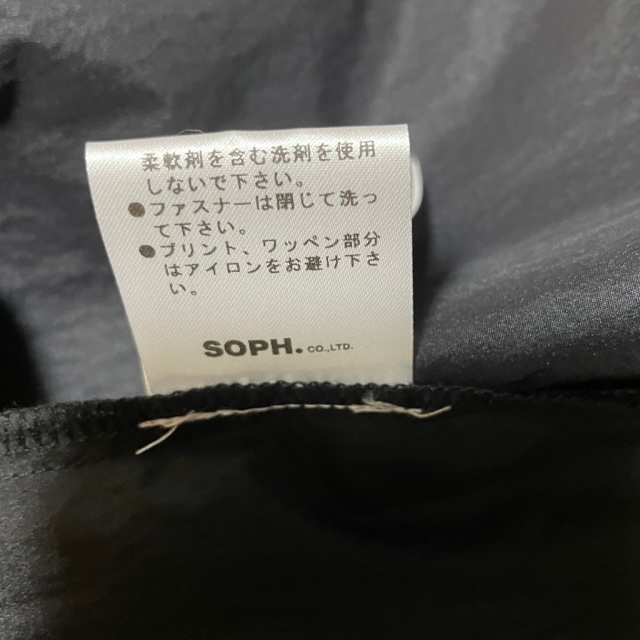 柔軟剤を含む洗剤を使用
しないで下さい。
●ファスナーは閉じて洗っ
て下さい。
●プリント、ワッペン部分
はアイロンをお避け下さ
い。
SOPH. CO.,LTD.